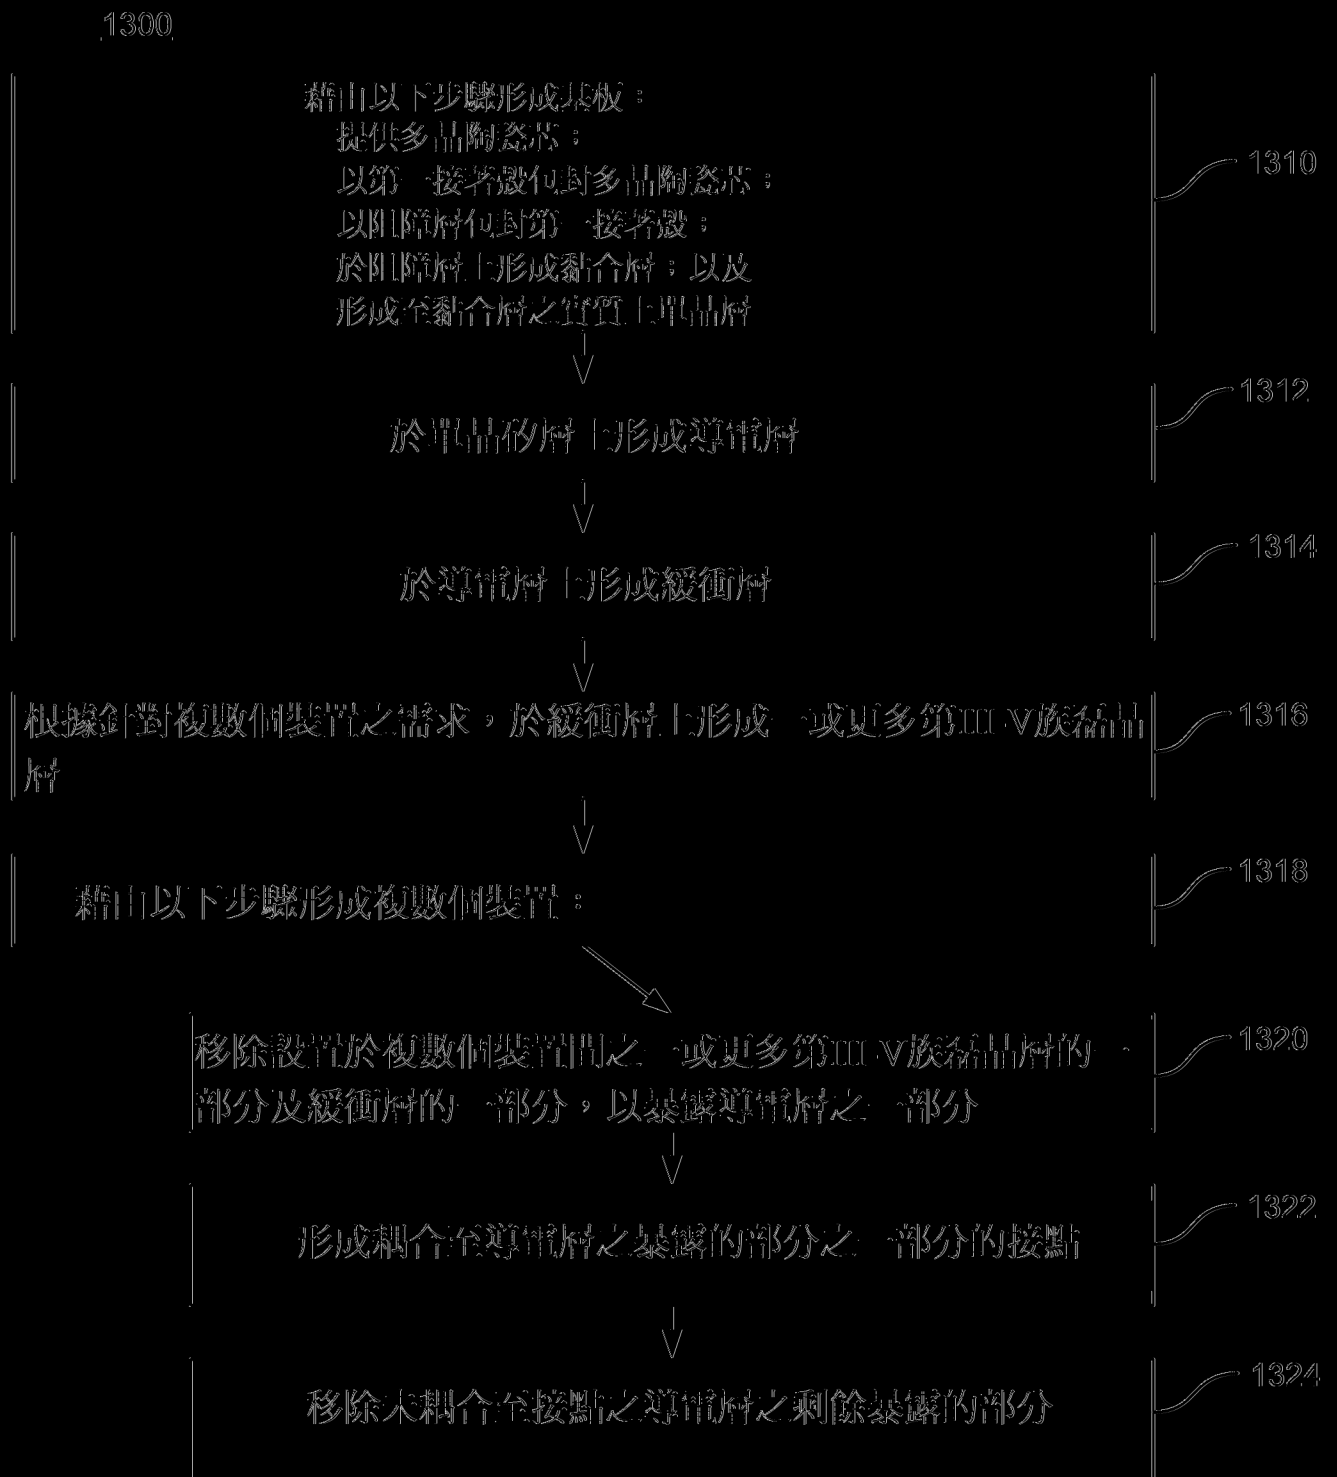 1300
藉由以下步驟形成基板：
提供多晶陶瓷芯；
以第一接著殼包封多晶陶瓷芯；
以阻障層包封第一接著殼；
於阻障層上形成黏合層；以及
形成至黏合層之實質上單晶層
1310
於單晶矽層上形成導電層
1312
於導電層上形成緩衝層
1314
根據針對複數個裝置之需求，於緩衝層上形成一或更多第III-V族磊晶
層
1316
藉由以下步驟形成複數個裝置：
1318
移除設置於複數個裝置間之一或更多第III-V族磊晶層的一
部分及緩衝層的一部分，以暴露導電層之一部分
1320
形成耦合至導電層之暴露的部分之一部分的接點
1322
移除未耦合至接點之導電層之剩餘暴露的部分
1324